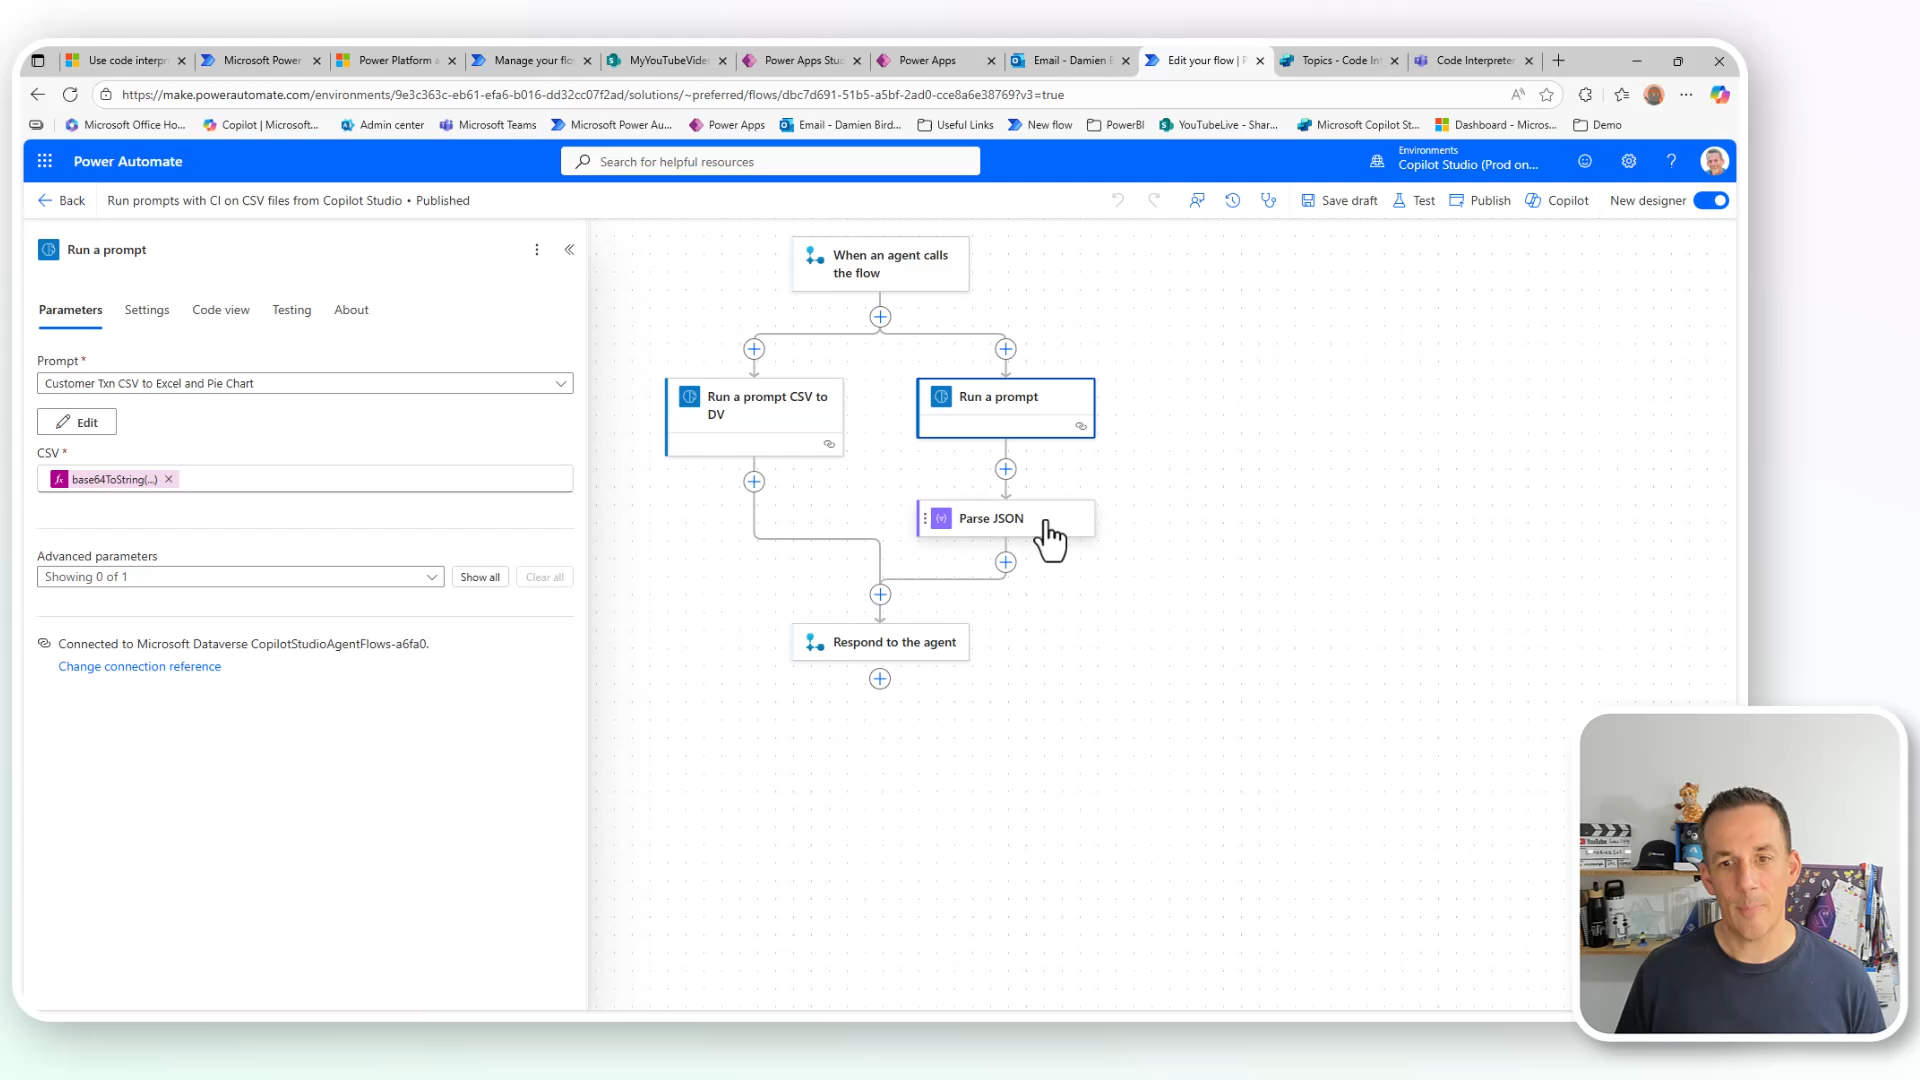 Use code interpr
Microsoft Power
Power Platform a
Manage your flo
MyYouTubeVide
Power Apps Stu
Power Apps
Email - Damien B
Edit your flow | P
Topics - Code Int
Code Interpreter
https://make.powerautomate.com/environments/9e3c363c-eb61-efa6-b016-dd32cc07f2ad/solutions/~preferred/flows/dbc7d691-51b5-a5bf-2ad0-cce8a6e38769?v3=true
Microsoft Office Ho...
Copilot | Microsoft...
Admin center
Microsoft Teams
Microsoft Power Au...
Power Apps
Email - Damien Bird...
Useful Links
New flow
PowerBI
YouTubeLive - Shar...
Microsoft Copilot St...
Dashboard - Micros...
Demo
Power Automate
Search for helpful resources
Environments
Copilot Studio (Prod on...
Back
Run prompts with CI on CSV files from Copilot Studio • Published
Save draft
Test
Publish
Copilot
New designer
Run a prompt
Parameters
Settings
Code view
Testing
About
Prompt *
Customer Txn CSV to Excel and Pie Chart
Edit
CSV *
base64ToString(...)
Advanced parameters
Showing 0 of 1
Show all
Clear all
Connected to Microsoft Dataverse CopilotStudioAgentFlows-a6fa0.
Change connection reference
When an agent calls
the flow
Run a prompt CSV to
DV
Run a prompt
Parse JSON
Respond to the agent